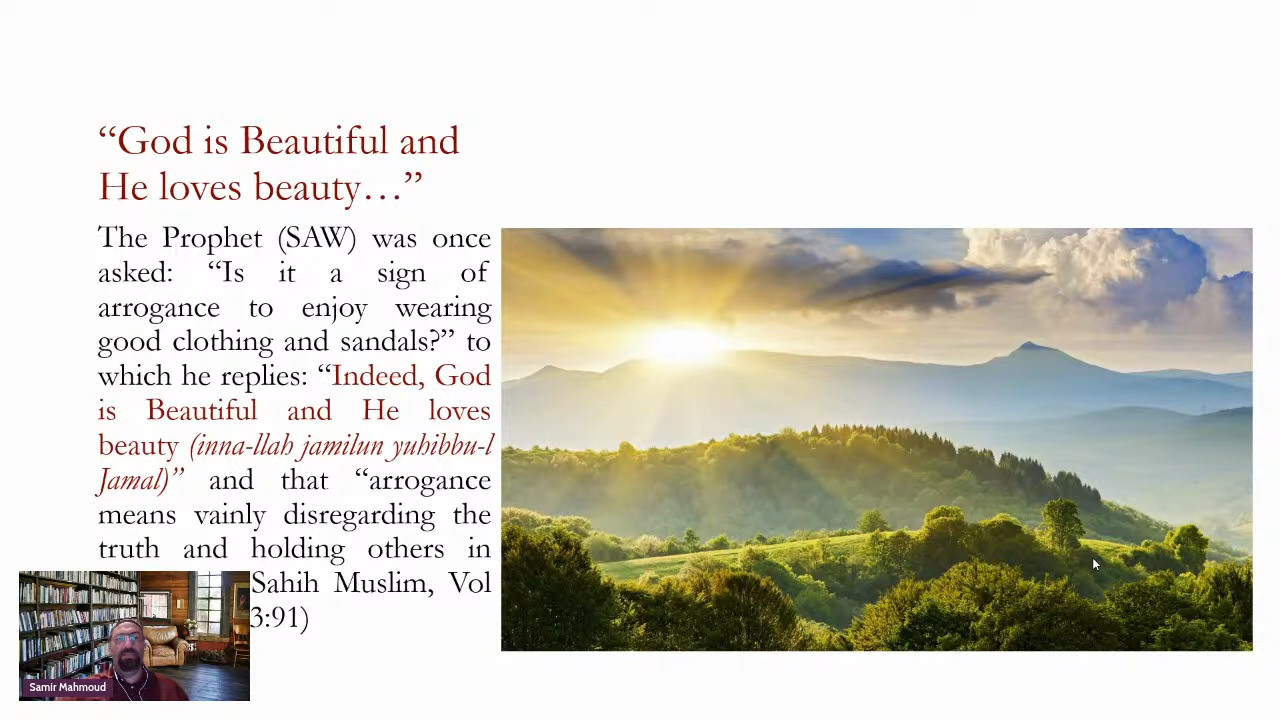 “God is Beautiful and
He loves beauty…”
The Prophet (SAW) was once
asked: “Is it a sign of
arrogance to enjoy wearing
good clothing and sandals?” to
which he replies: “Indeed, God
is Beautiful and He loves
beauty (inna-llah jamilun yuhibbu-l
Jamal)” and that “arrogance
means vainly disregarding the
truth and holding others in
Sahih Muslim, Vol
3:91)
Samir Mahmoud